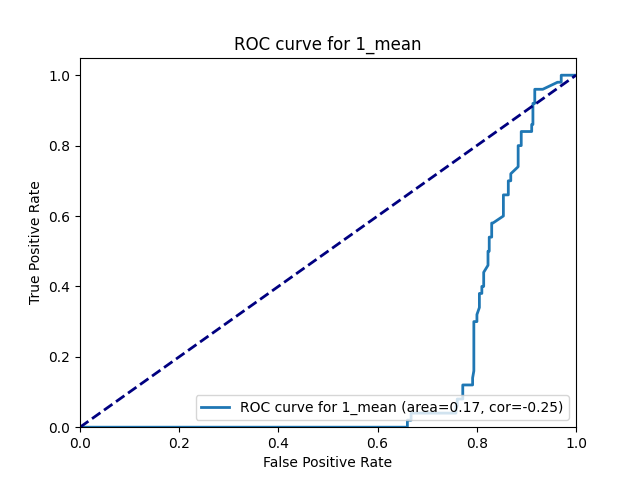 ROC curve for 1_mean
True Positive Rate
1.0
0.8
0.6
0.4
0.2
0.0
ROC curve for 1_mean (area=0.17, cor=-0.25)
0.0 0.2 0.4 0.6 0.8 1.0
False Positive Rate